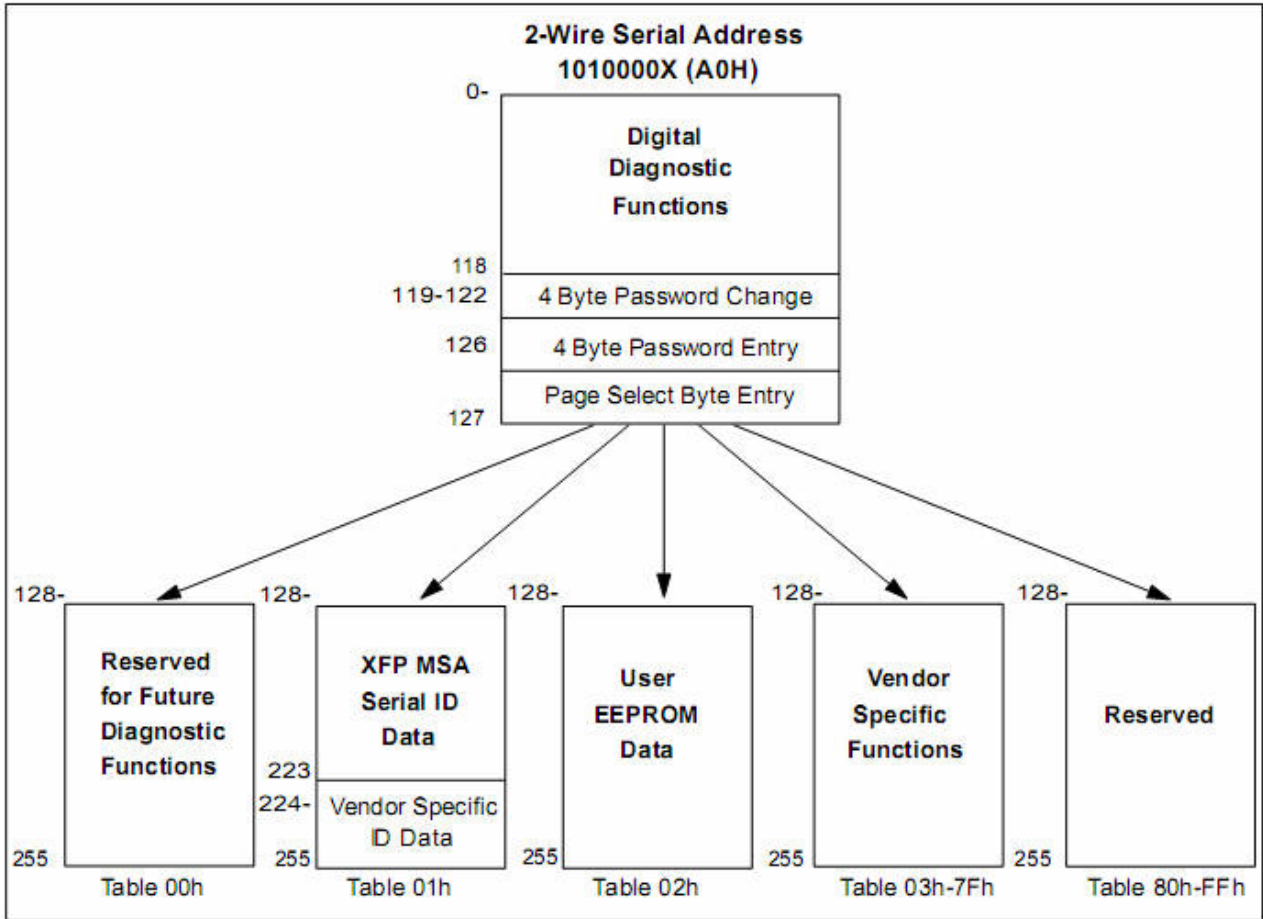 2-Wire Serial Address
1010000X (A0H)
0-
Digital
Diagnostic
Functions
118
119-122
4 Byte Password Change
126
4 Byte Password Entry
Page Select Byte Entry
127
128-
Reserved
for Future
Diagnostic
Functions
255
Table 00h
128-
XFP MSA
Serial ID
Data
223
224-
Vendor Specific
ID Data
255
Table 01h
128-
User
EEPROM
Data
255
Table 02h
128-
Vendor
Specific
Functions
255
Table 03h-7Fh
128-
Reserved
255
Table 80h-FFh